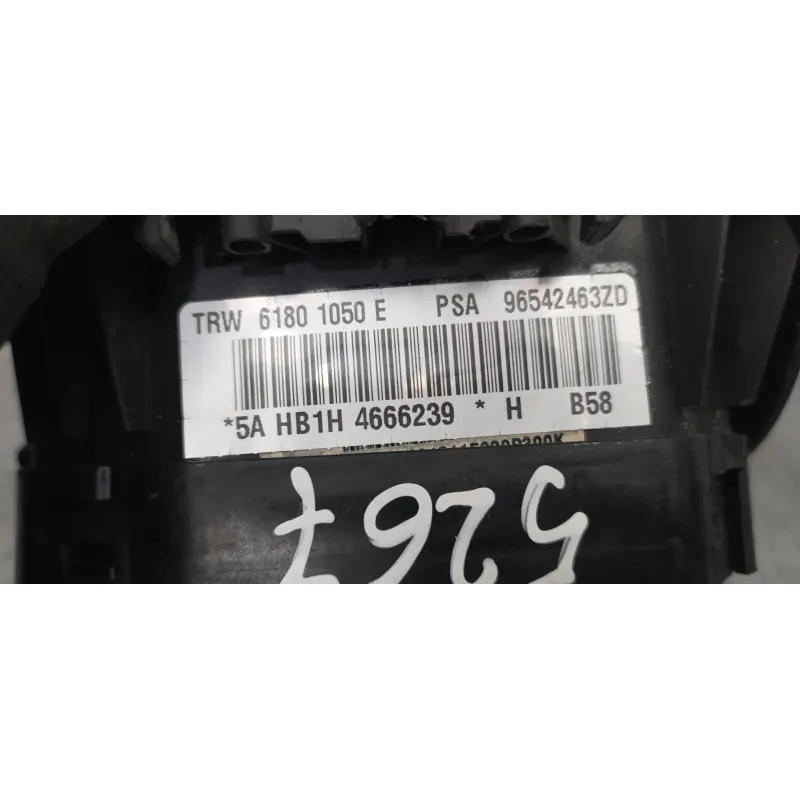 TRW 6180 1050 E PSA 96542463ZD
*5A HB1H 4666239 * H B58
5267